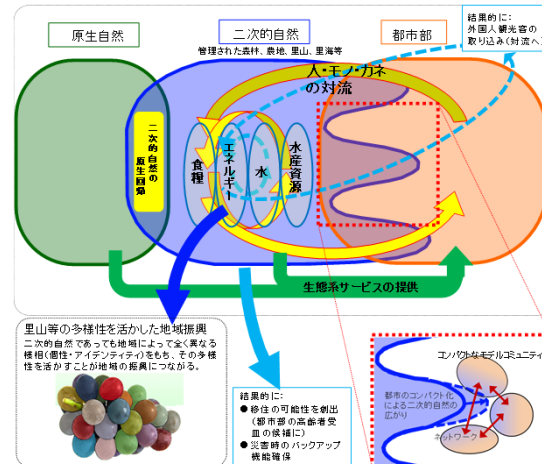 原生自然
二次的自然
管理された森林、農地、里山、里海等
都市部
結果的に:
外国人観光客の
取り込み(対流へ)
人・モノ・カネ
の対流
二次的自然の
原生回帰
食糧
エネルギー
水
水産資源
生態系サービスの提供
里山等の多様性を活かした地域振興
二次的自然であっても地域によって全く異なる
様相(個性・アイデンティティ)をもち、その多様
性を活かすことが地域の振興につながる。
結果的に:
●移住の可能性を創出
(都市部の高齢者受
皿の候補に)
●災害時のバックアップ
機能確保
コンパクトなモデルコミュニティ
都市のコンパクト化
による二次的自然の
広がり
ネットワーク